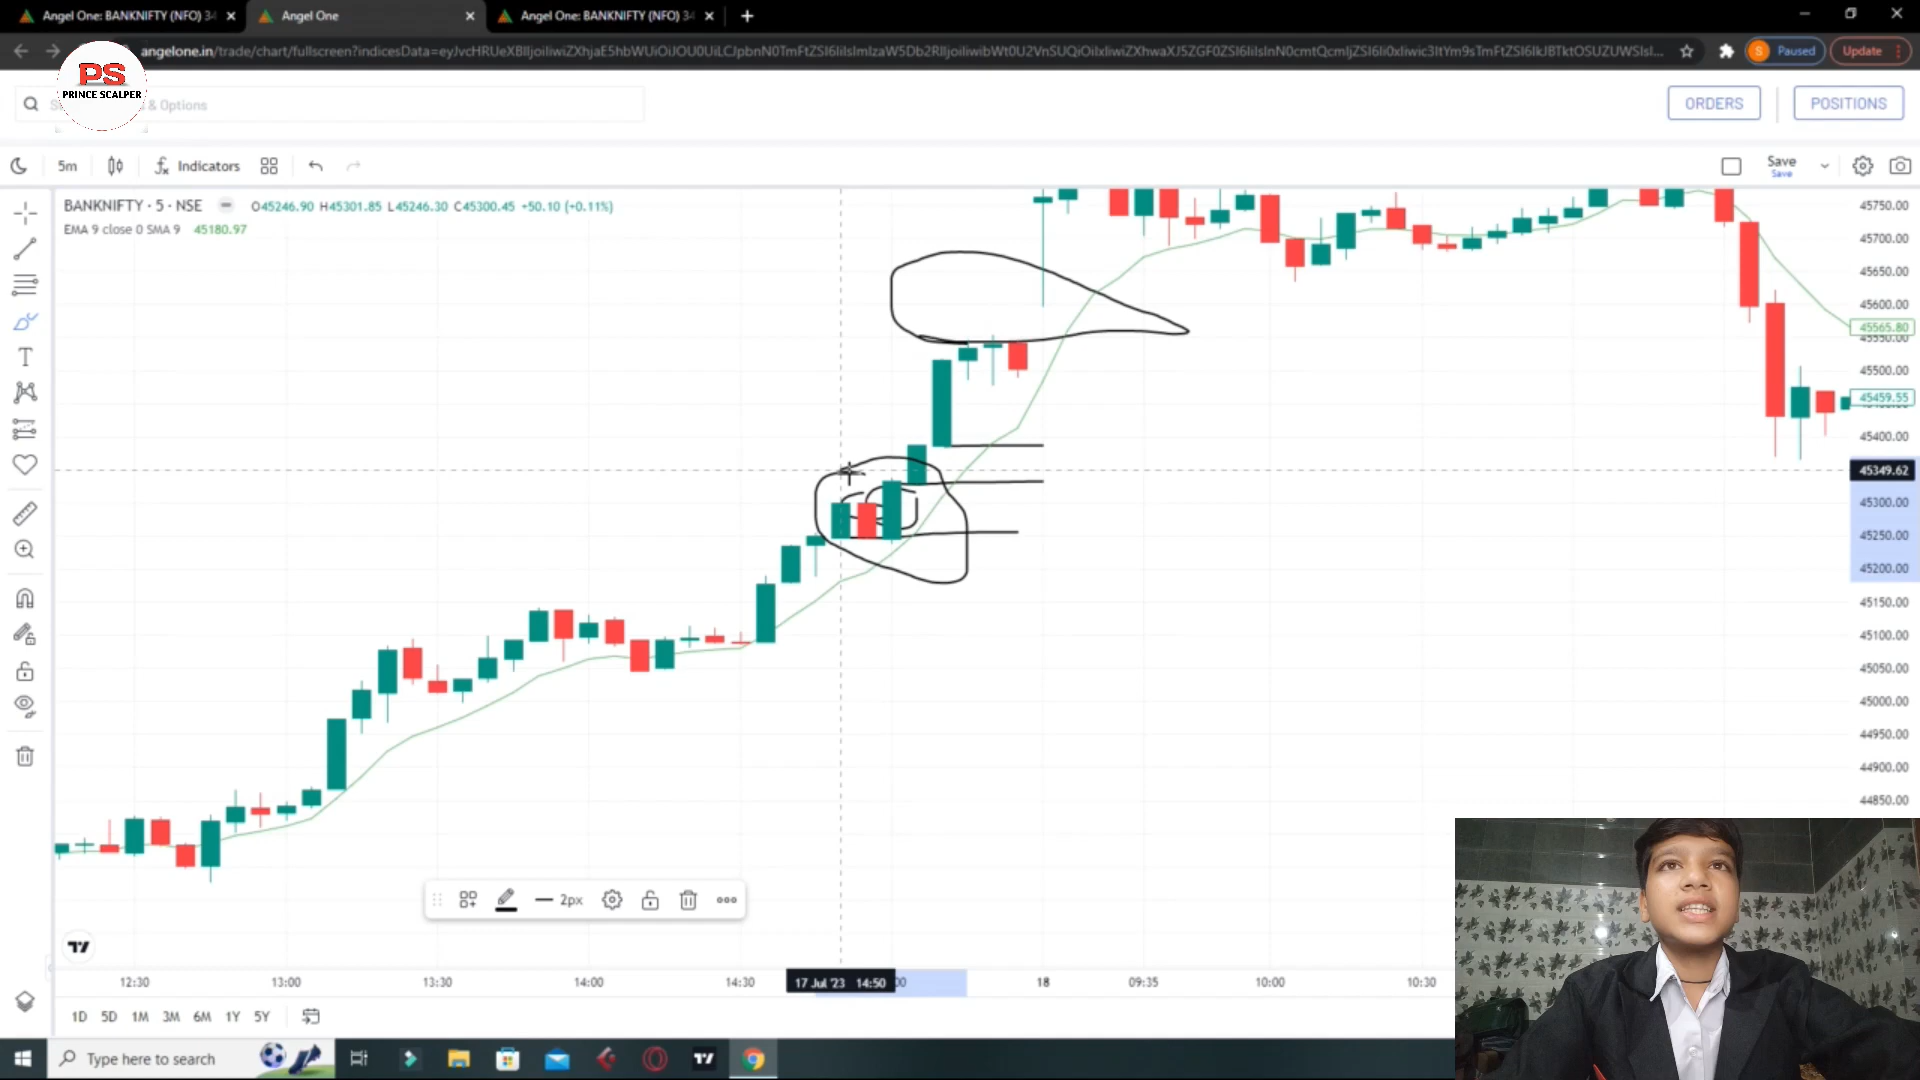 Angel One: BANKNIFTY (NFO) 34
Angel One
Angel One: BANKNIFTY (NFO) 34
Paused
Update
PS
PRINCE SCALPER
& Options
ORDERS
POSITIONS
5m
Indicators
Save
Save
BANKNIFTY · 5 · NSE
O45246.90 H45301.85 L45246.30 C45300.45 +50.10 (+0.11%)
EMA 9 close 0 SMA 9 45180.97
45750.00
45700.00
45650.00
45600.00
45565.80
45500.00
45459.55
45400.00
45349.62
45300.00
45250.00
45200.00
45150.00
45100.00
45050.00
45000.00
44950.00
44900.00
44850.00
2px
12:30
13:00
13:30
14:00
14:30
17 Jul '23 14:50
18
09:35
10:00
10:30
1D 5D 1M 3M 6M 1Y 5Y
Type here to search